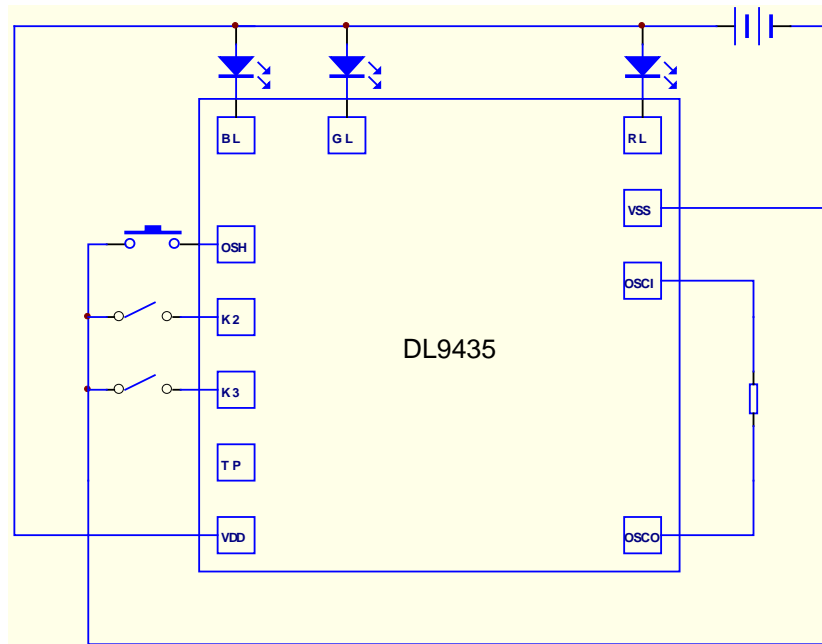 BL
GL
RL
VSS
OSH
OSCI
K2
DL9435
K3
TP
VDD
OSCO